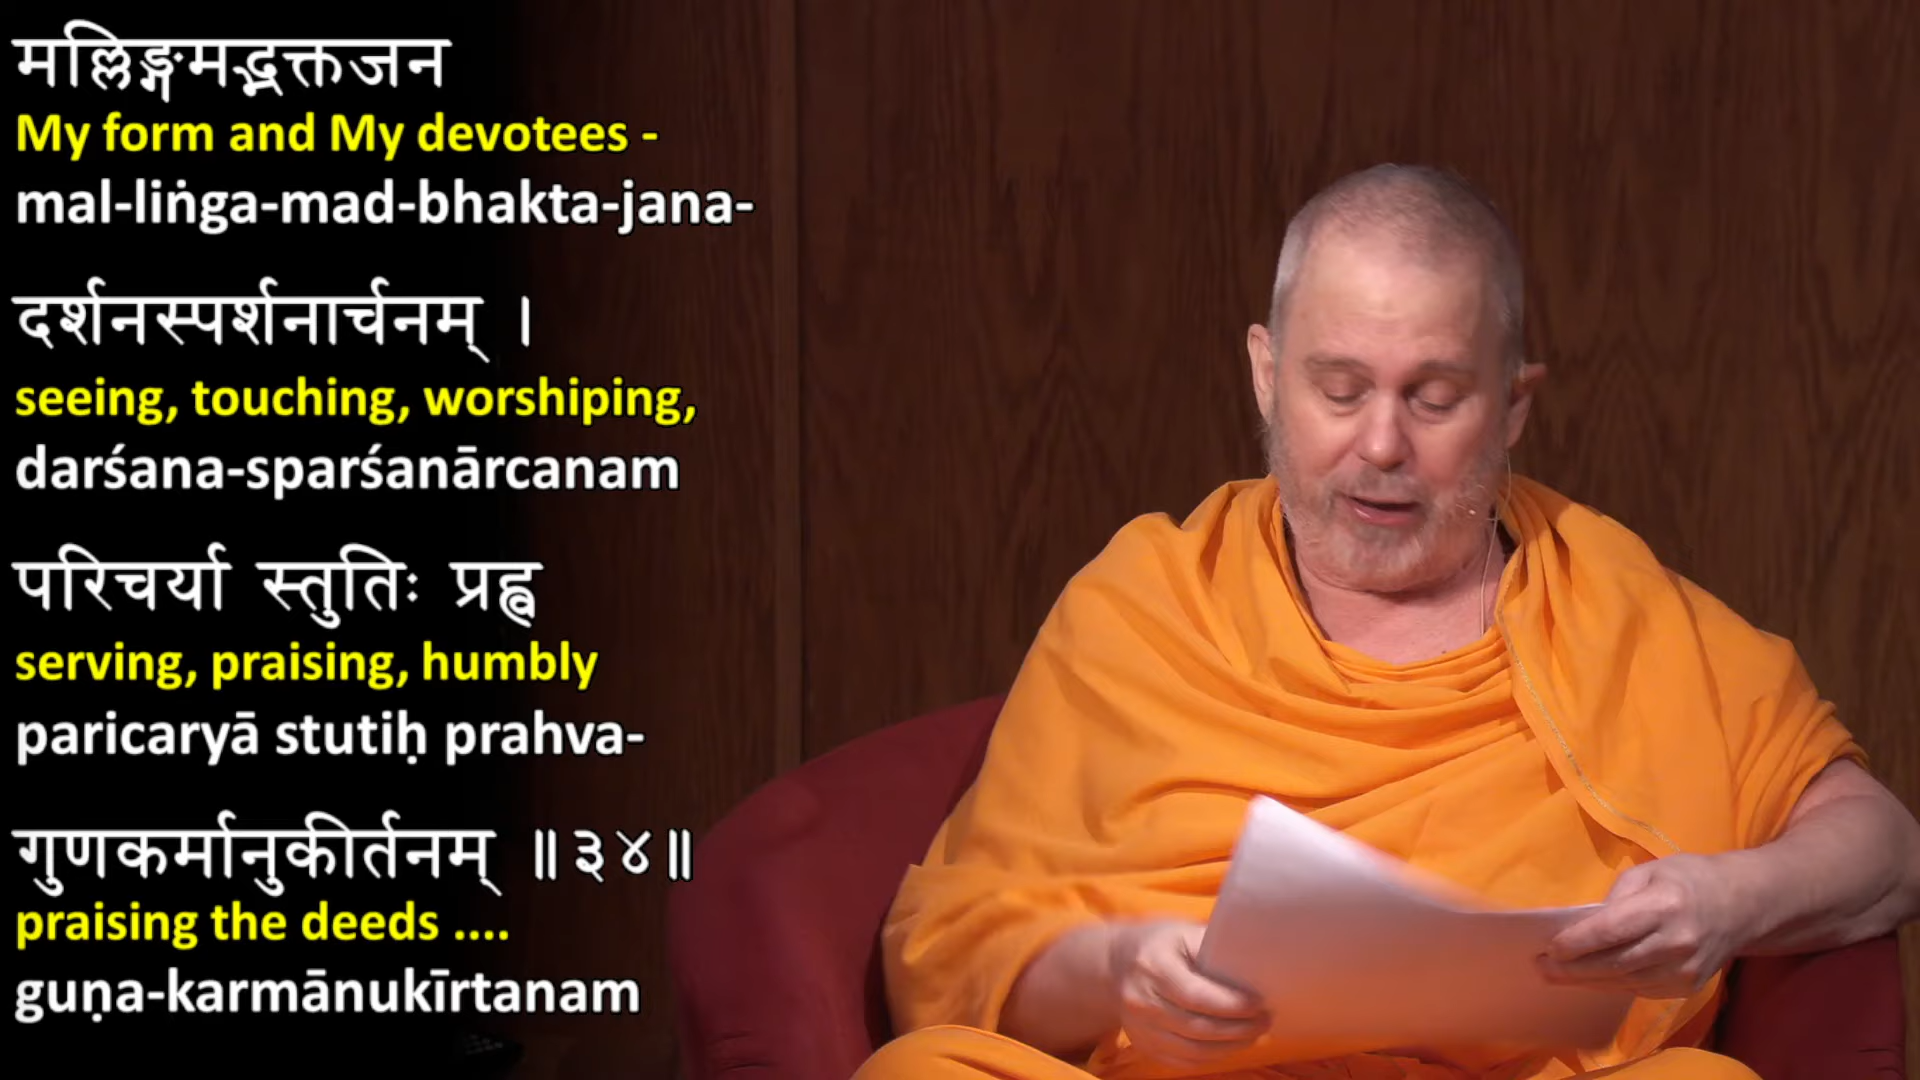 मल्लिङ्गमद्भक्तजन
My form and My devotees -
mal-liṅga-mad-bhakta-jana-
दर्शनस्पर्शनार्चनम् ।
seeing, touching, worshiping,
darśana-sparśanārcanam
परिचर्या स्तुतिः प्रह्व
serving, praising, humbly
paricaryā stutiḥ prahva-
गुणकर्मानुकीर्तनम् ॥३४॥
praising the deeds ....
guṇa-karmānukīrtanam